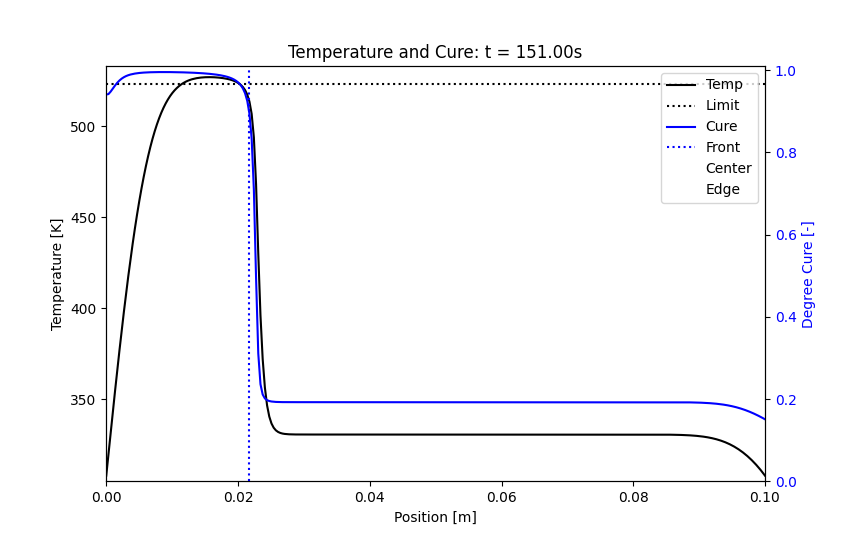 Temperature and Cure: t = 151.00s
Temp
Limit
Cure
Front
Center
Edge
500
450
400
350
Temperature [K]
1.0
0.8
0.6
0.4
0.2
0.0
Degree Cure [-]
0.00 0.02 0.04 0.06 0.08 0.10
Position [m]